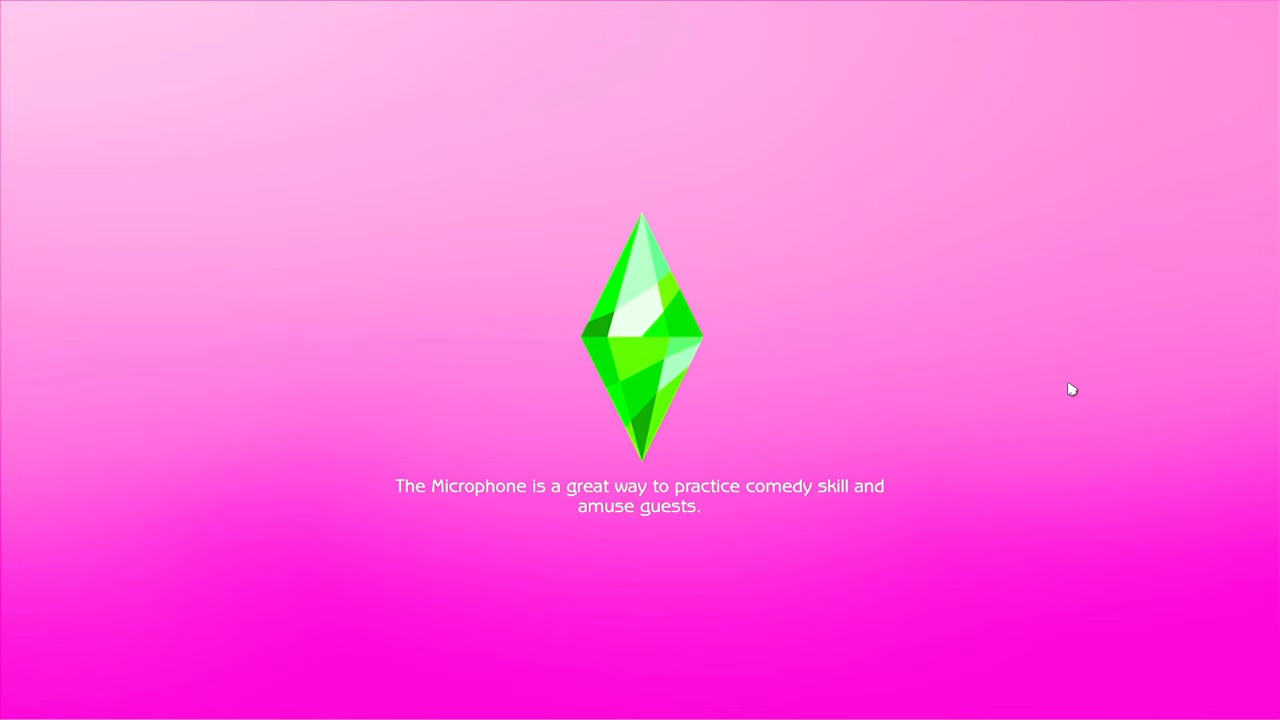 The Microphone is a great way to practice comedy skill and
amuse guests.